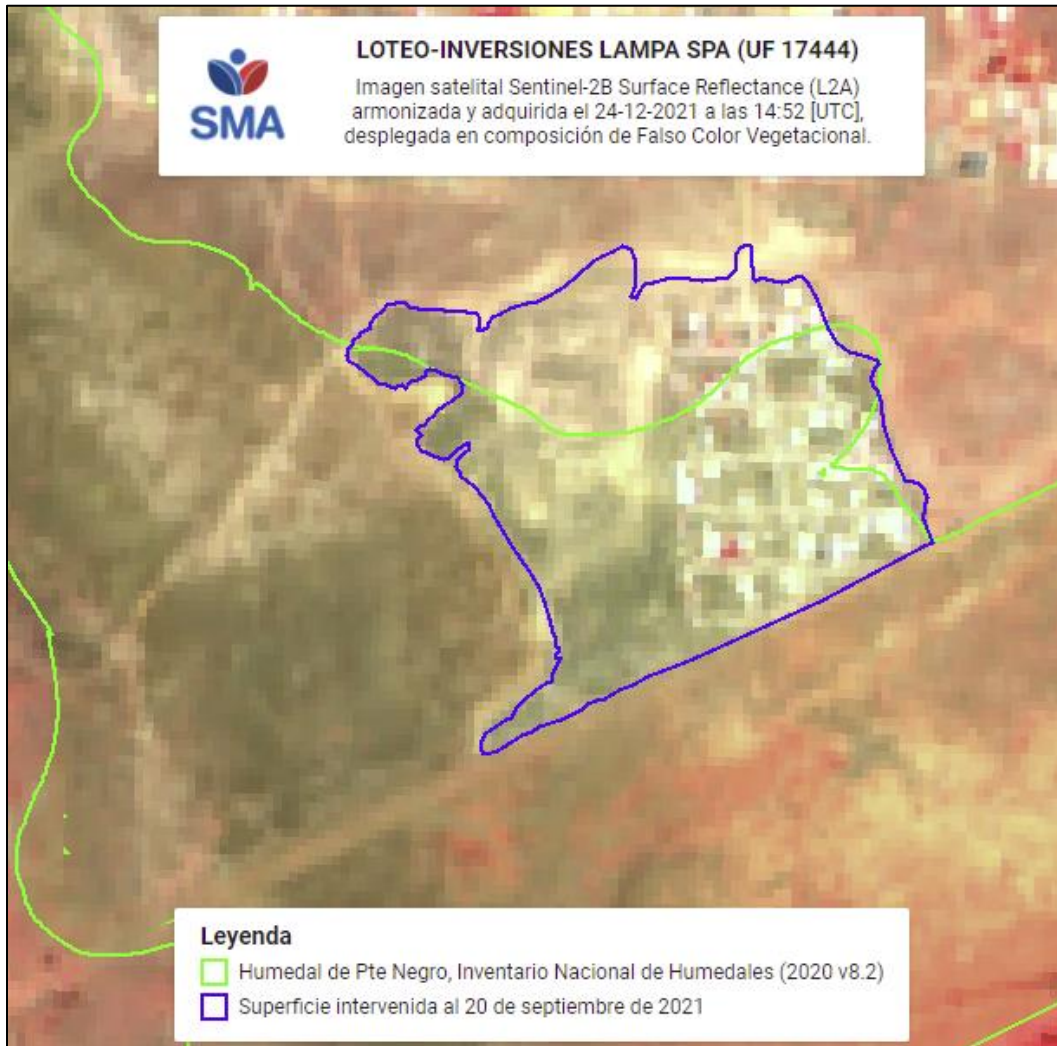 LOTEO-INVERSIONES LAMPA SPA (UF 17444)
Imagen satelital Sentinel-2B Surface Reflectance (L2A)
armonizada y adquirida el 24-12-2021 a las 14:52 [UTC],
desplegada en composición de Falso Color Vegetacional.
SMA
Leyenda
Humedal de Pte Negro, Inventario Nacional de Humedales (2020 v8.2)
Superficie intervenida al 20 de septiembre de 2021